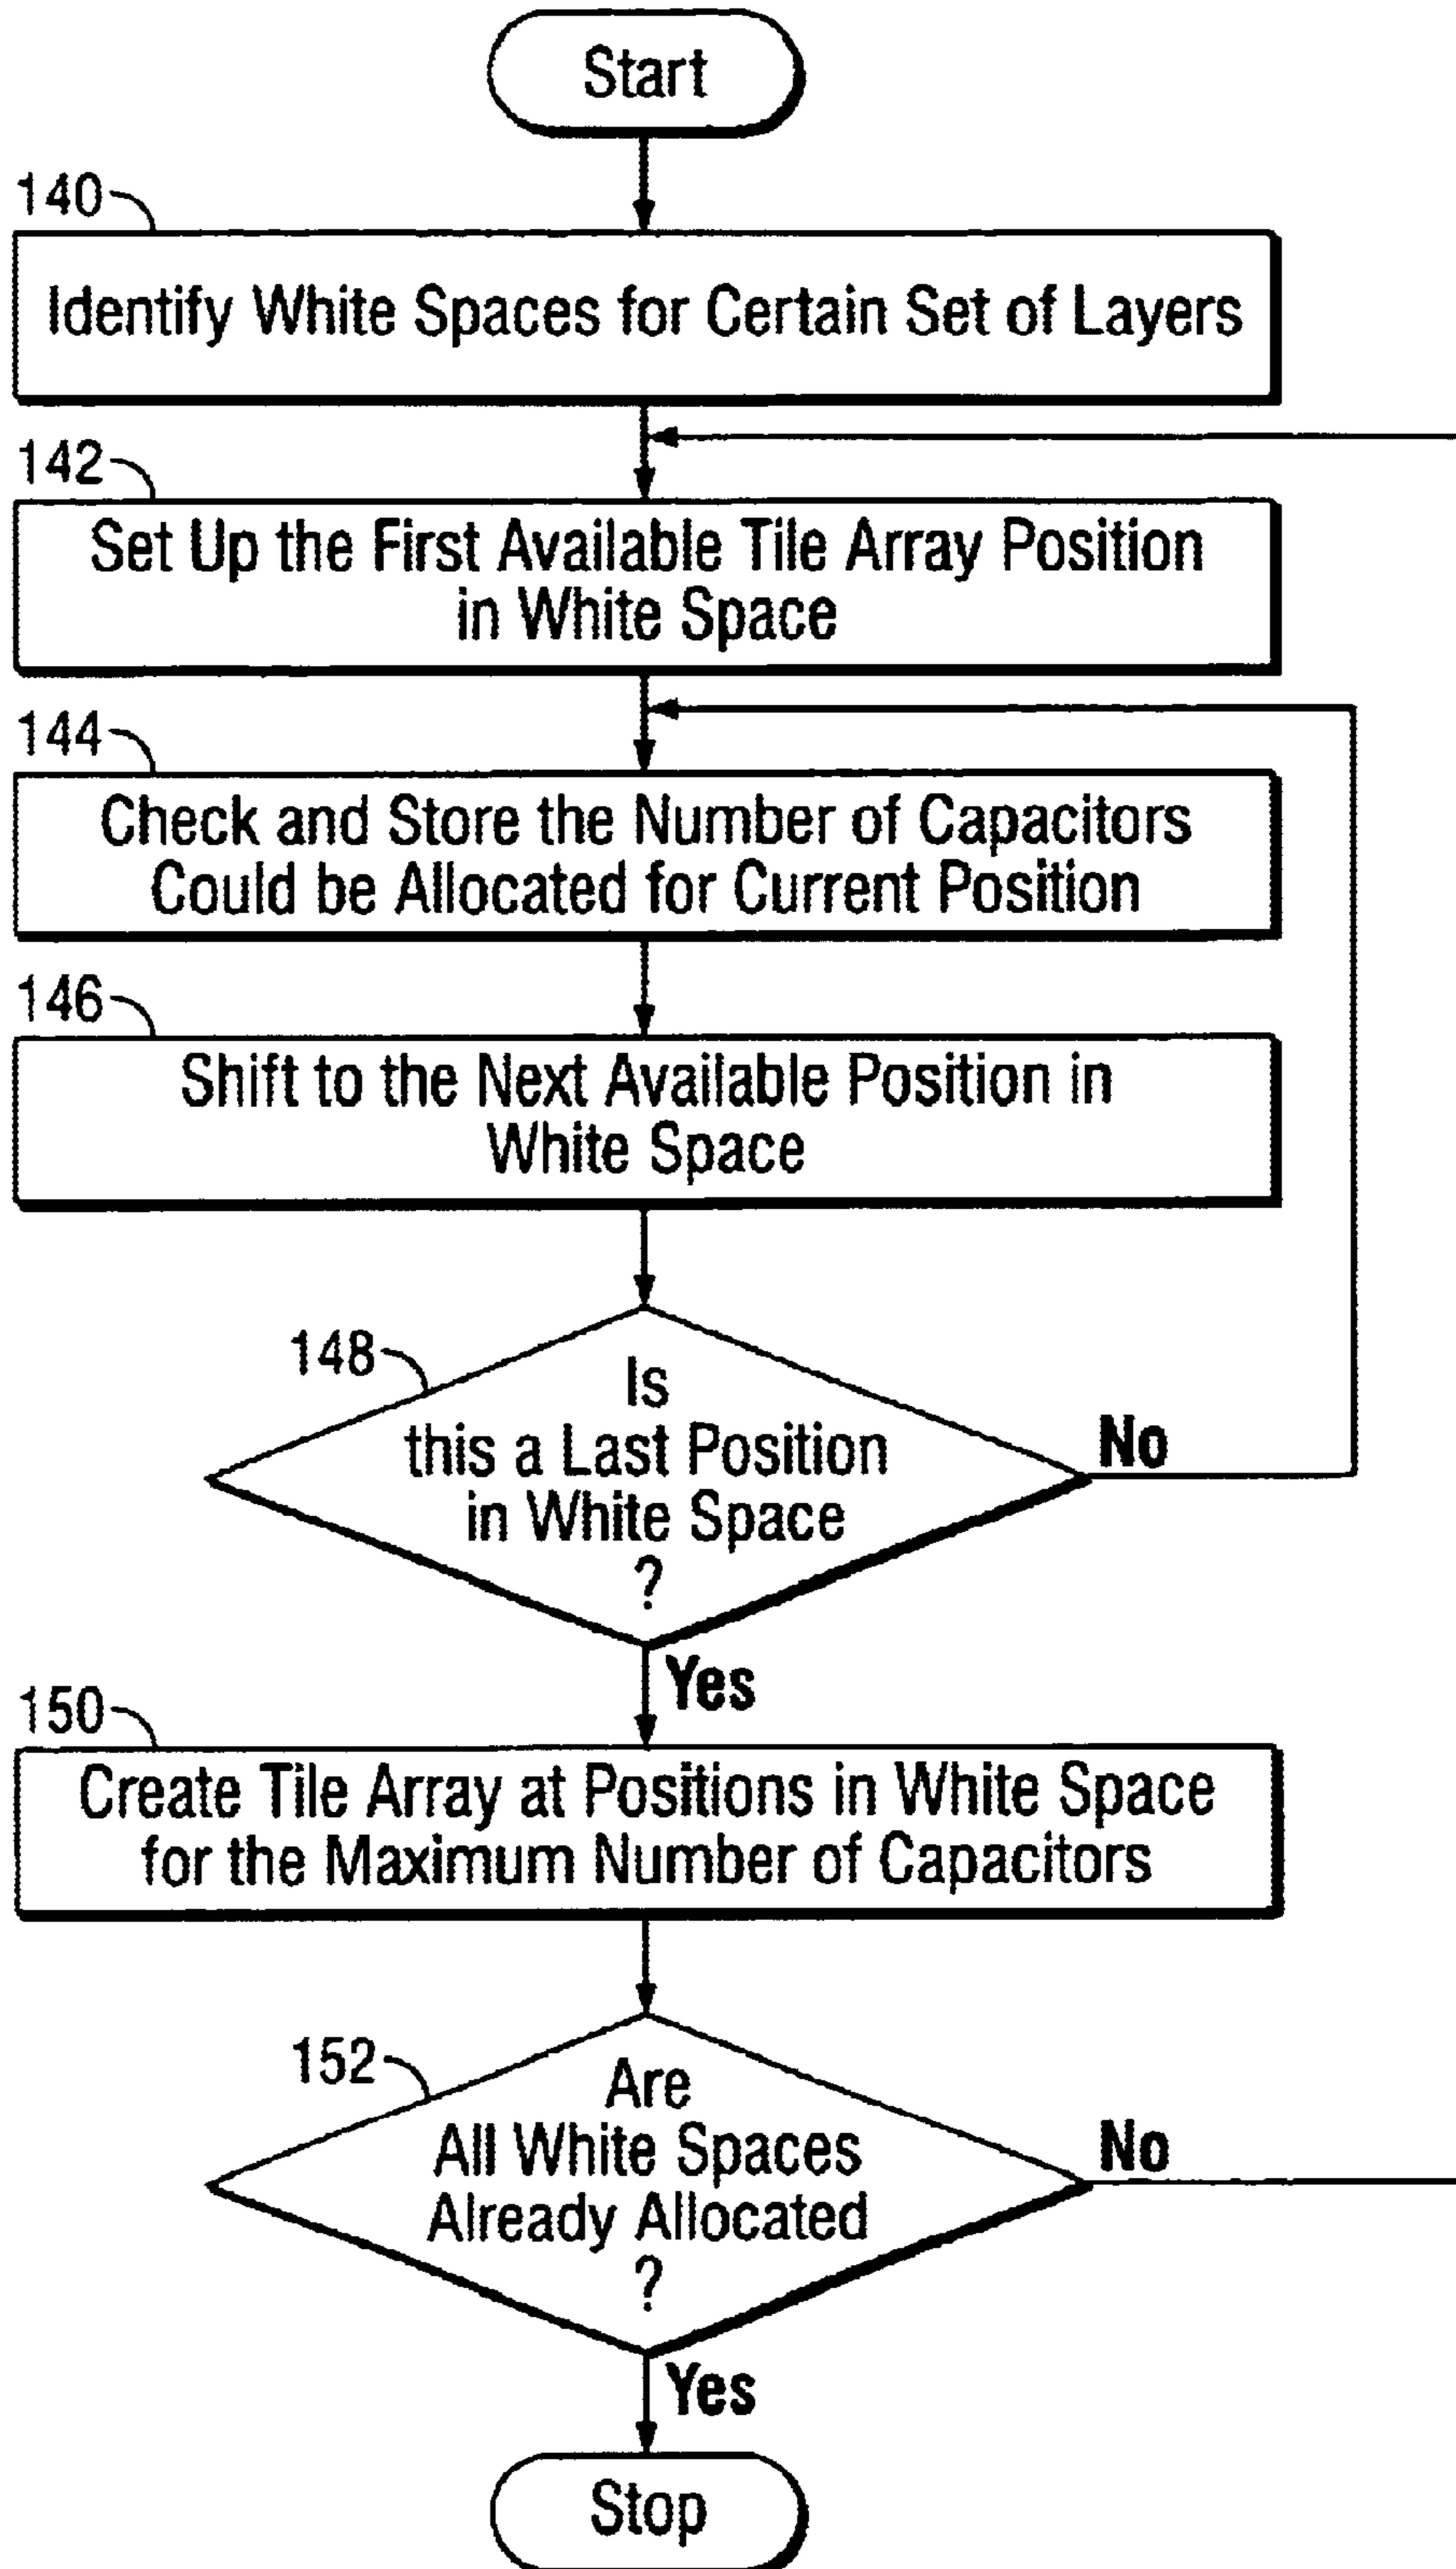 Start
140
Identify White Spaces for Certain Set of Layers
142
Set Up the First Available Tile Array Position
in White Space
144
Check and Store the Number of Capacitors
Could be Allocated for Current Position
146
Shift to the Next Available Position in
White Space
148
Is
this a Last Position
in White Space
?
No
Yes
150
Create Tile Array at Positions in White Space
for the Maximum Number of Capacitors
152
Are
All White Spaces
Already Allocated
?
No
Yes
Stop